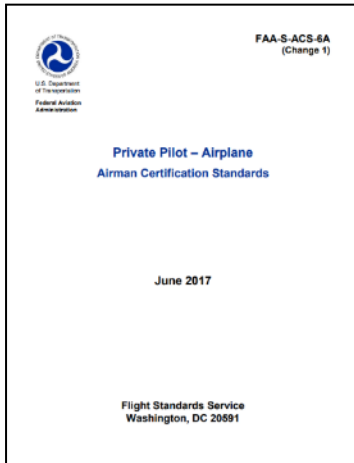 FAA-S-ACS-6A
(Change 1)
U.S. Department
of Transportation
Federal Aviation
Administration
Private Pilot – Airplane
Airman Certification Standards
June 2017
Flight Standards Service
Washington, DC 20591